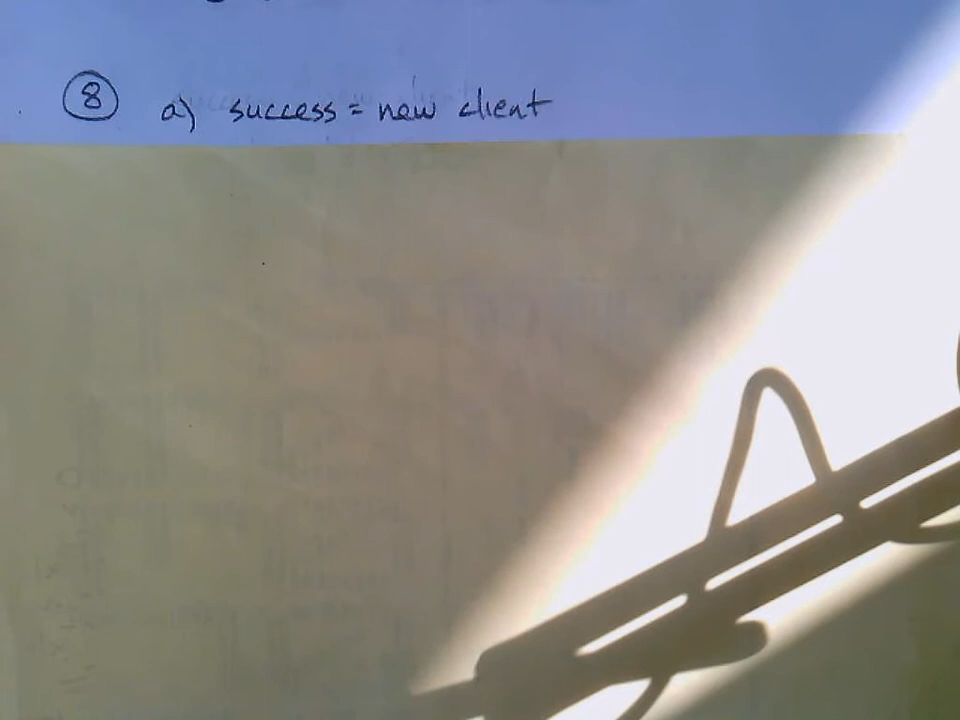 8 a) success = new client